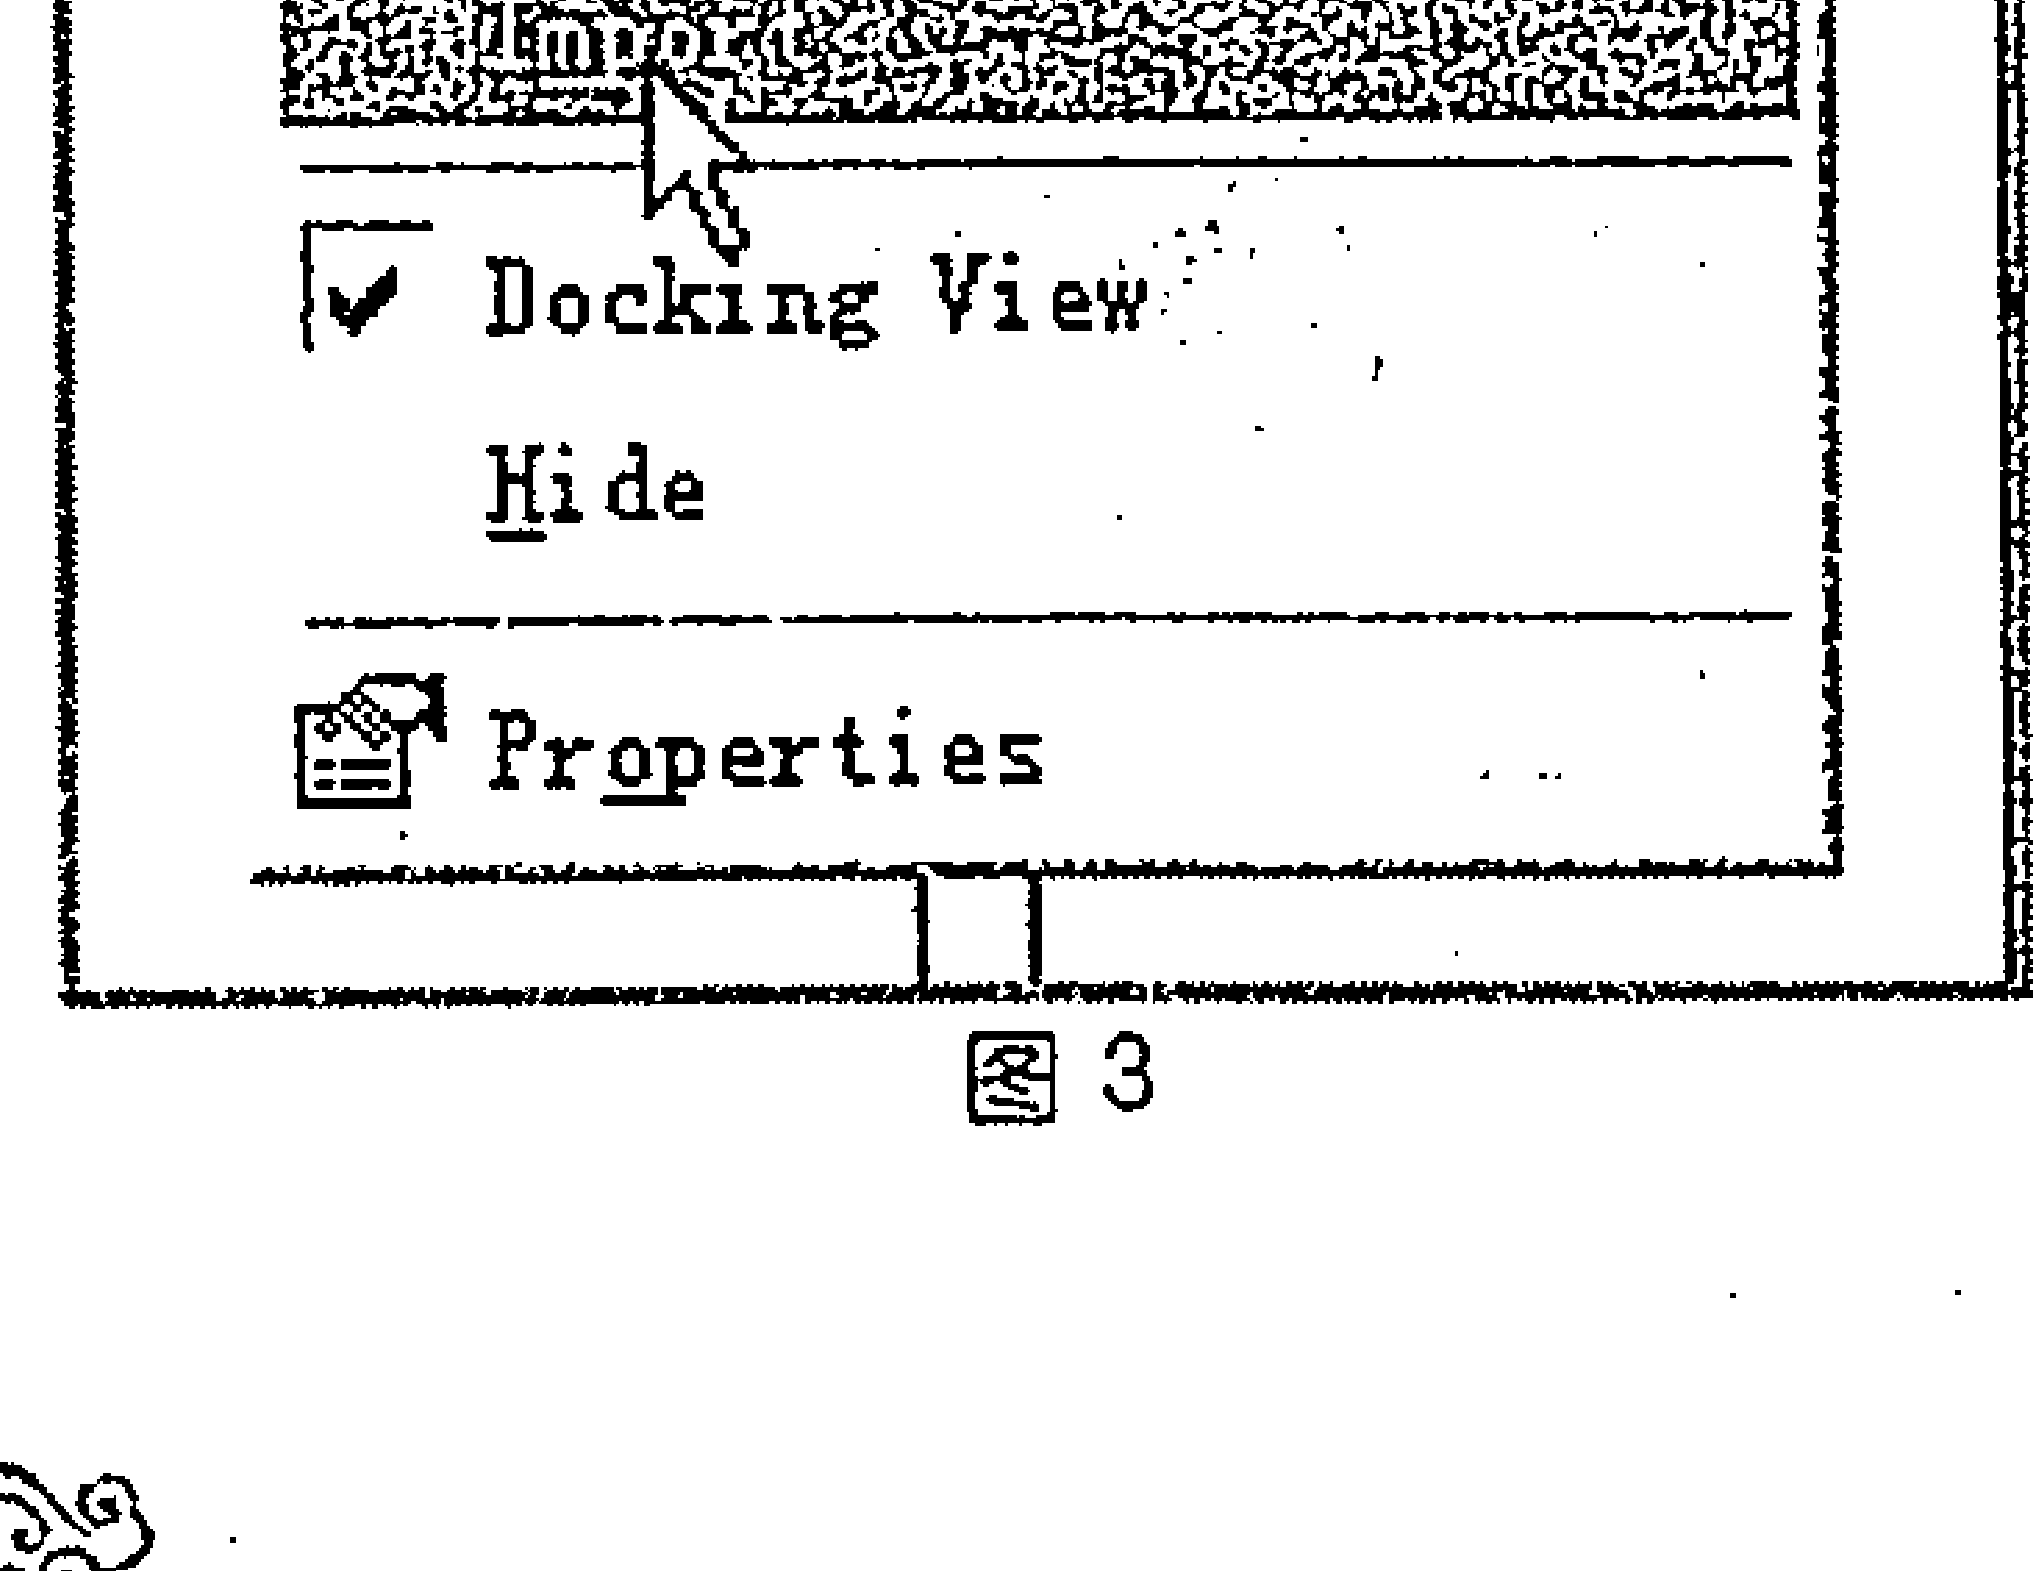 Import
Docking View
Hide
Properties
图 3